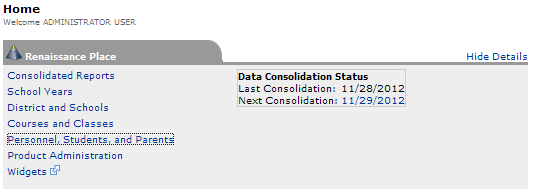 Home
Welcome ADMINISTRATOR USER
Renaissance Place
Hide Details
Consolidated Reports
School Years
District and Schools
Courses and Classes
Personnel, Students, and Parents
Product Administration
Widgets
Data Consolidation Status
Last Consolidation: 11/28/2012
Next Consolidation: 11/29/2012